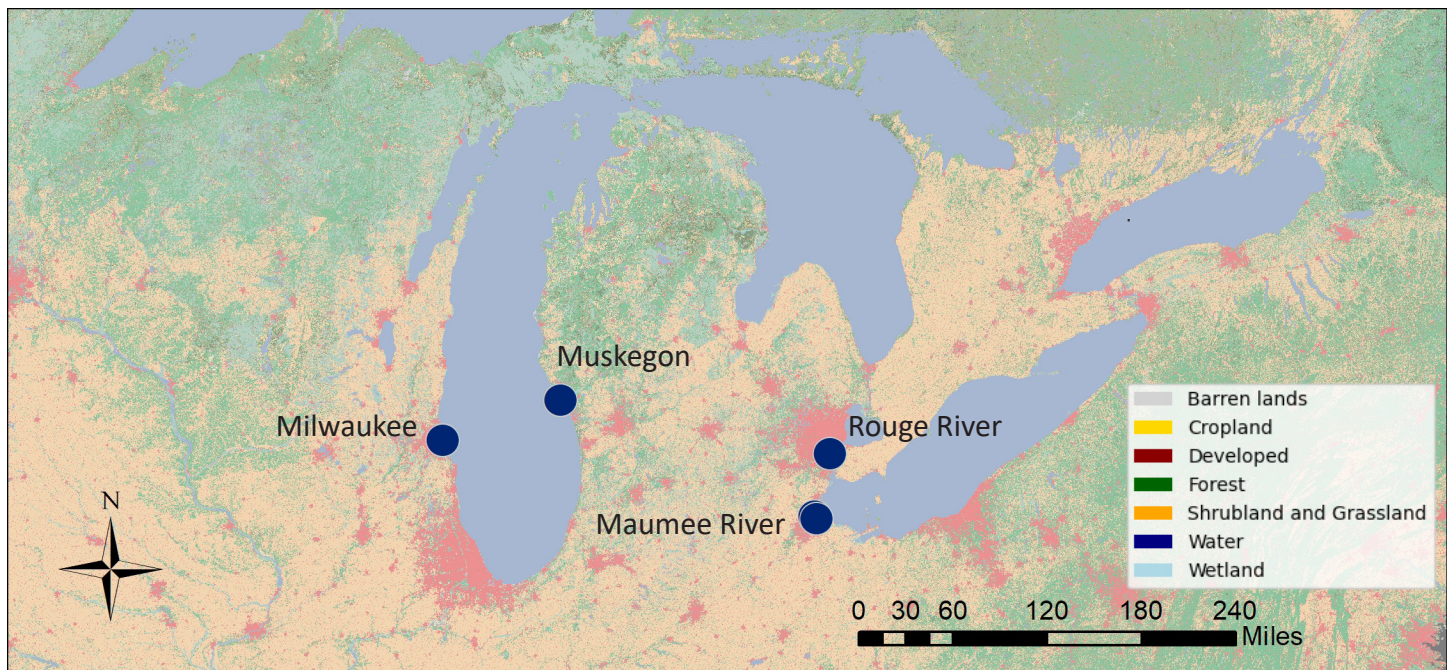 Muskegon
Milwaukee
Rouge River
Maumee River
N
Barren lands
Cropland
Developed
Forest
Shrubland and Grassland
Water
Wetland
0 30 60 120 180 240
Miles